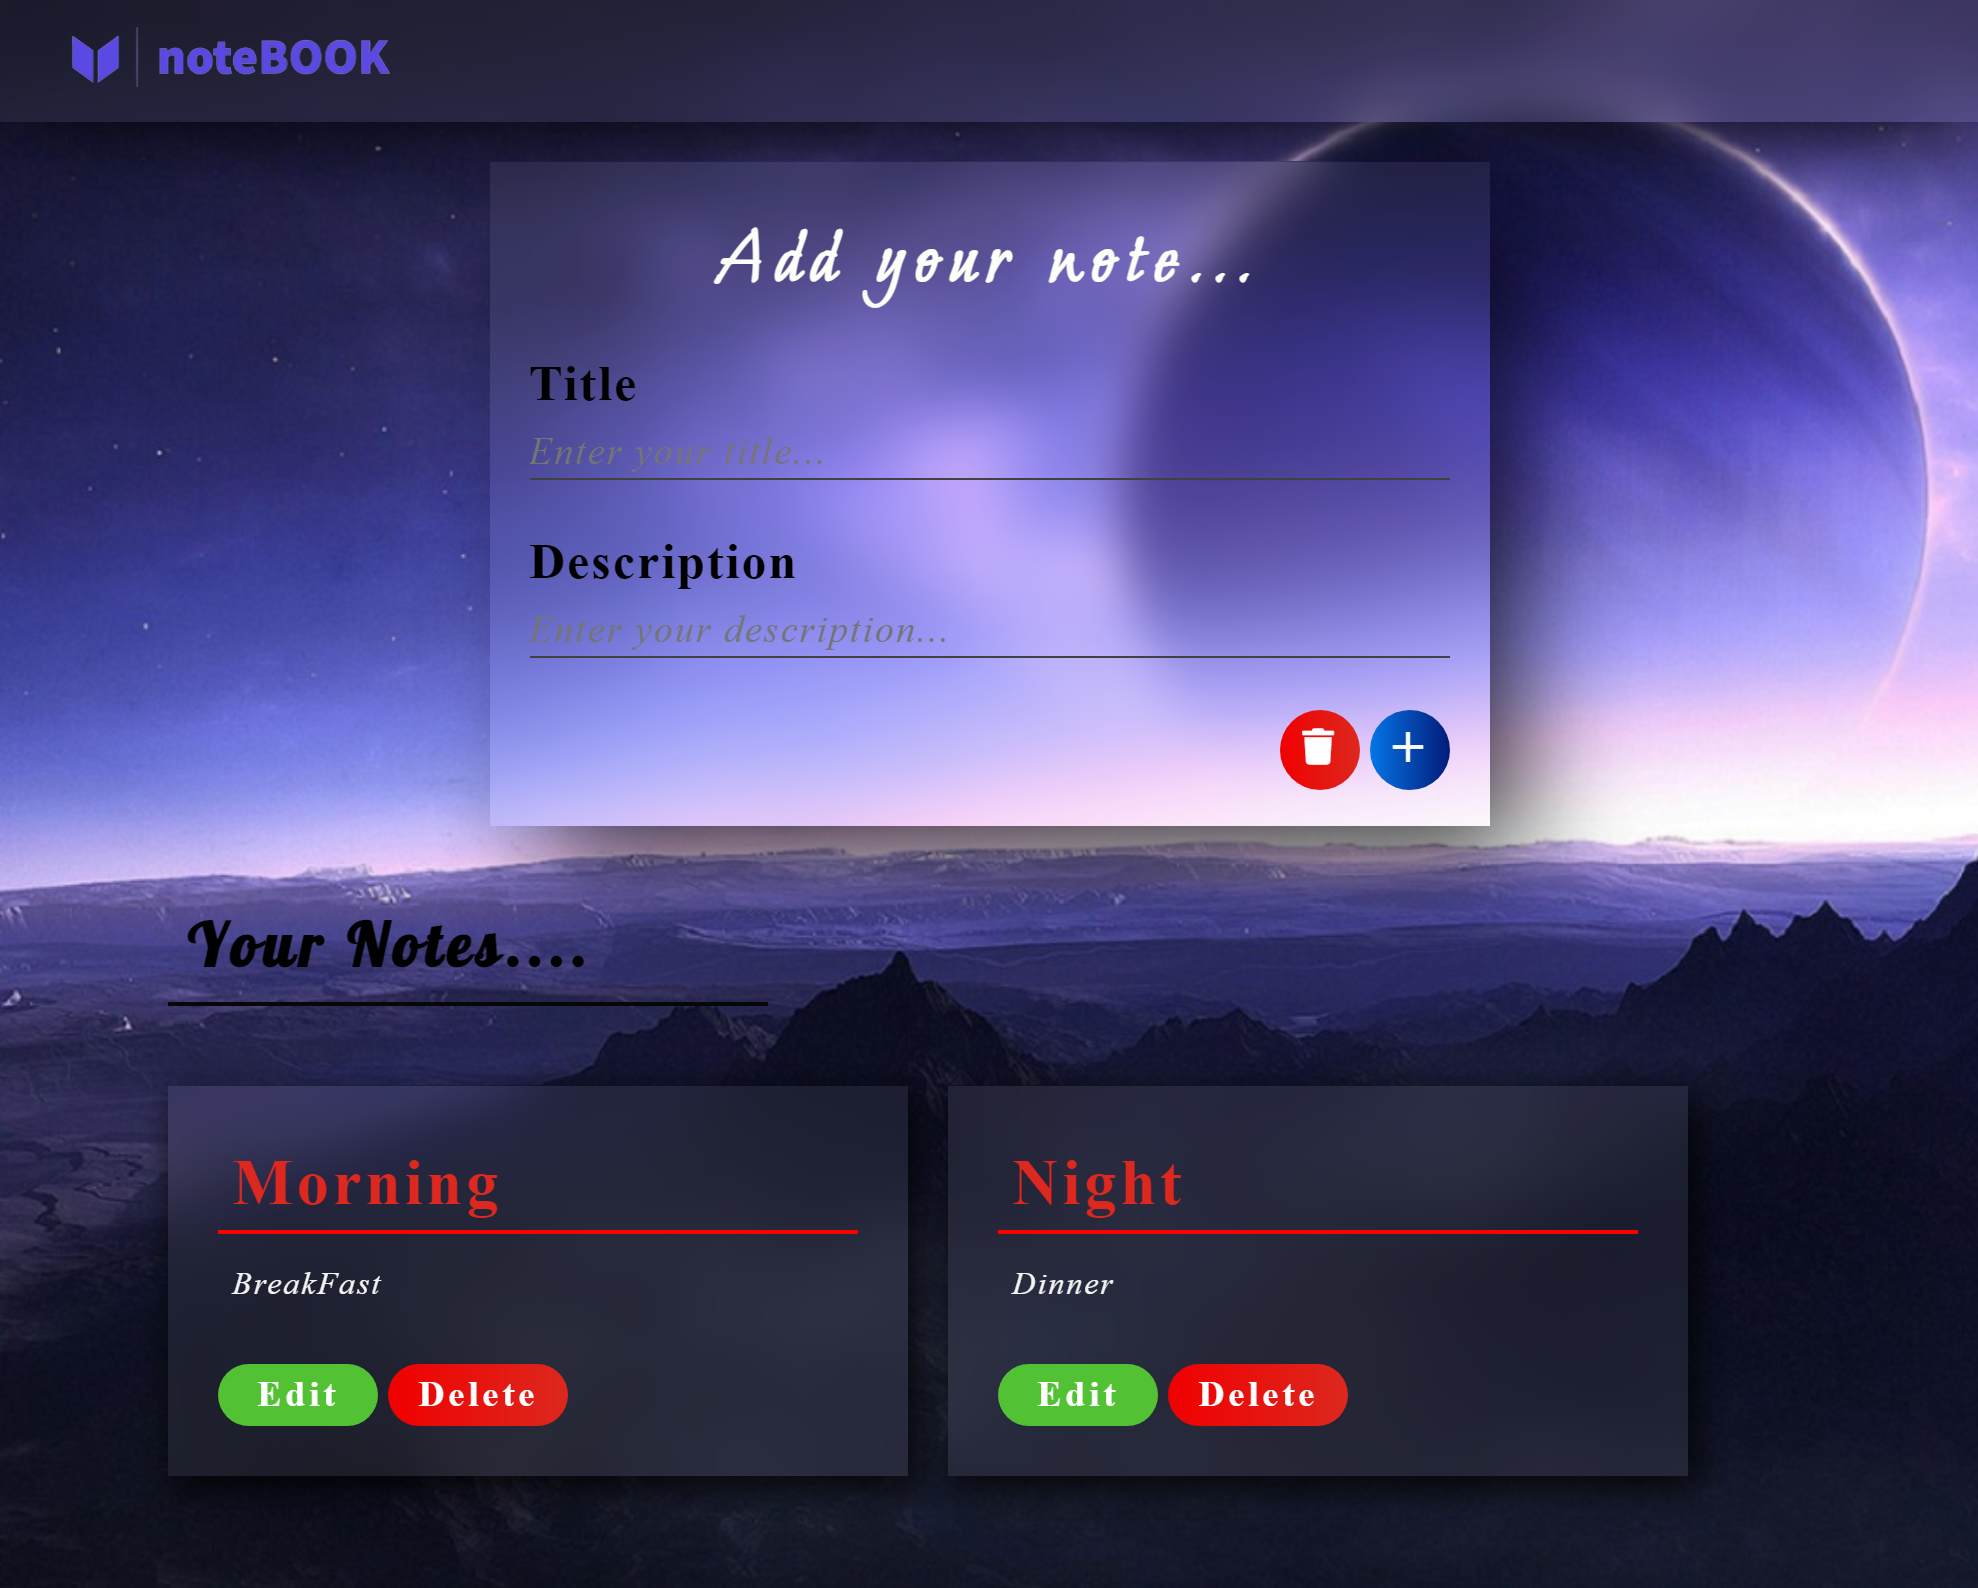 noteBOOK
Add your note...
Title
Enter your title...
Description
Enter your description...
Your Notes....
Morning
BreakFast
Edit Delete
Night
Dinner
Edit Delete